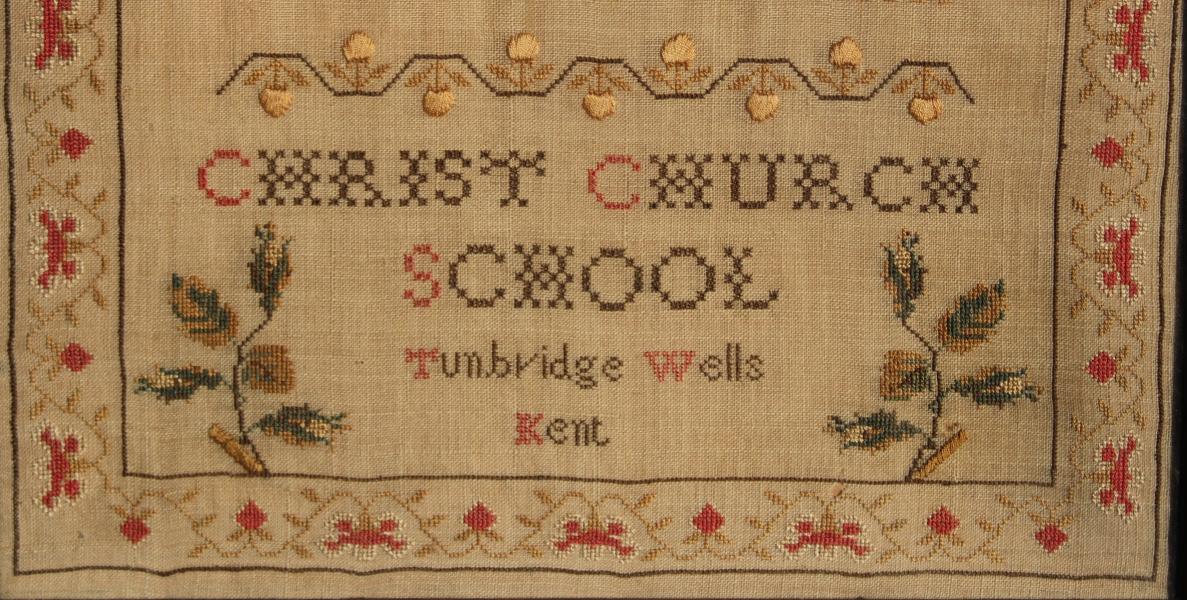 CHRIST CHURCH
SCHOOL
Tunbridge Wells
Kent